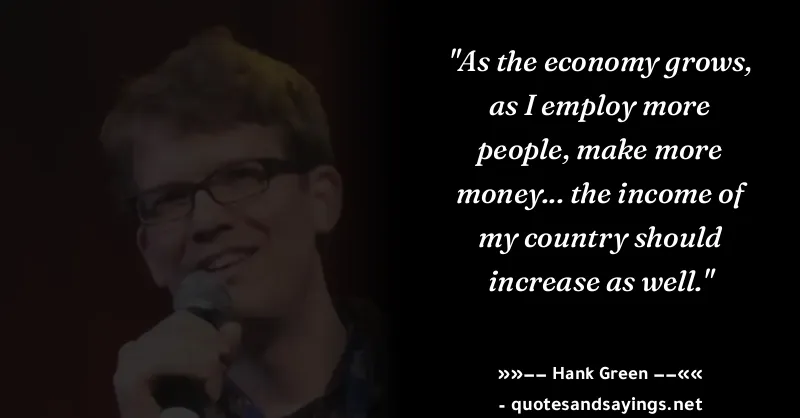 "As the economy grows,
as I employ more
people, make more
money... the income of
my country should
increase as well."
»»–– Hank Green ––««
- quotesandsayings.net